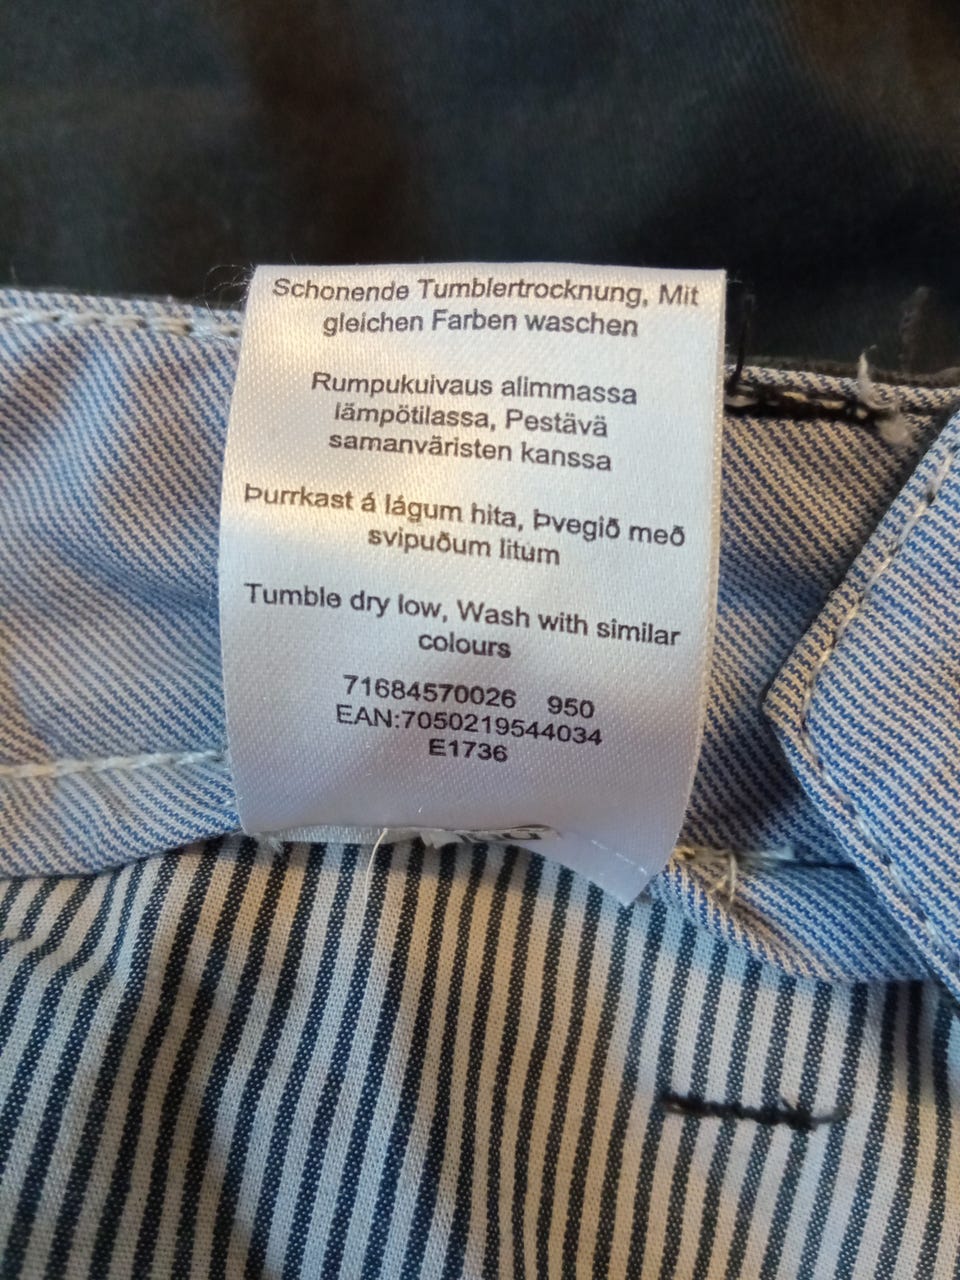 Schonende Tumblertrocknung, Mit
gleichen Farben waschen
Rumpukuivaus alimmassa
lämpötilassa, Pestävä
samanväristen kanssa
Þurrkast á lágum hita, Þvegið með
svipuðum litum
Tumble dry low, Wash with similar
colours
71684570026 950
EAN:7050219544034
E1736